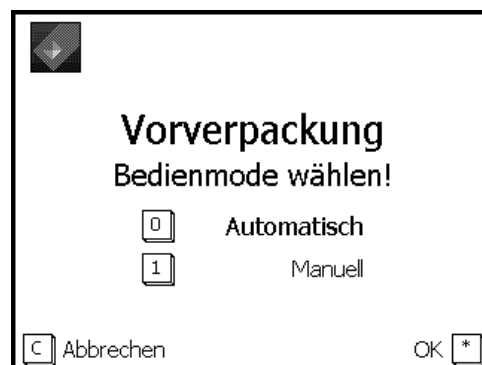 Vorverpackung
Bedienmode wählen!
0 Automatisch
1 Manuell
C Abbrechen OK *